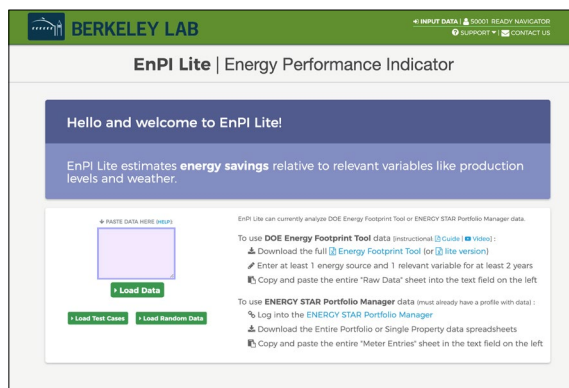 BERKELEY LAB
INPUT DATA | 50001 READY NAVIGATOR
SUPPORT | CONTACT US
EnPI Lite | Energy Performance Indicator
Hello and welcome to EnPI Lite!
EnPI Lite estimates energy savings relative to relevant variables like production
levels and weather.
PASTE DATA HERE (HELP):
Load Data
Load Test Cases
Load Random Data
EnPI Lite can currently analyze DOE Energy Footprint Tool or ENERGY STAR Portfolio Manager data.
To use DOE Energy Footprint Tool data (instructional: Guide | Video) :
Download the full Energy Footprint Tool (or lite version)
Enter at least 1 energy source and 1 relevant variable for at least 2 years
Copy and paste the entire "Raw Data" sheet into the text field on the left
To use ENERGY STAR Portfolio Manager data (must already have a profile with data) :
Log into the ENERGY STAR Portfolio Manager
Download the Entire Portfolio or Single Property data spreadsheets
Copy and paste the entire "Meter Entries" sheet in the text field on the left